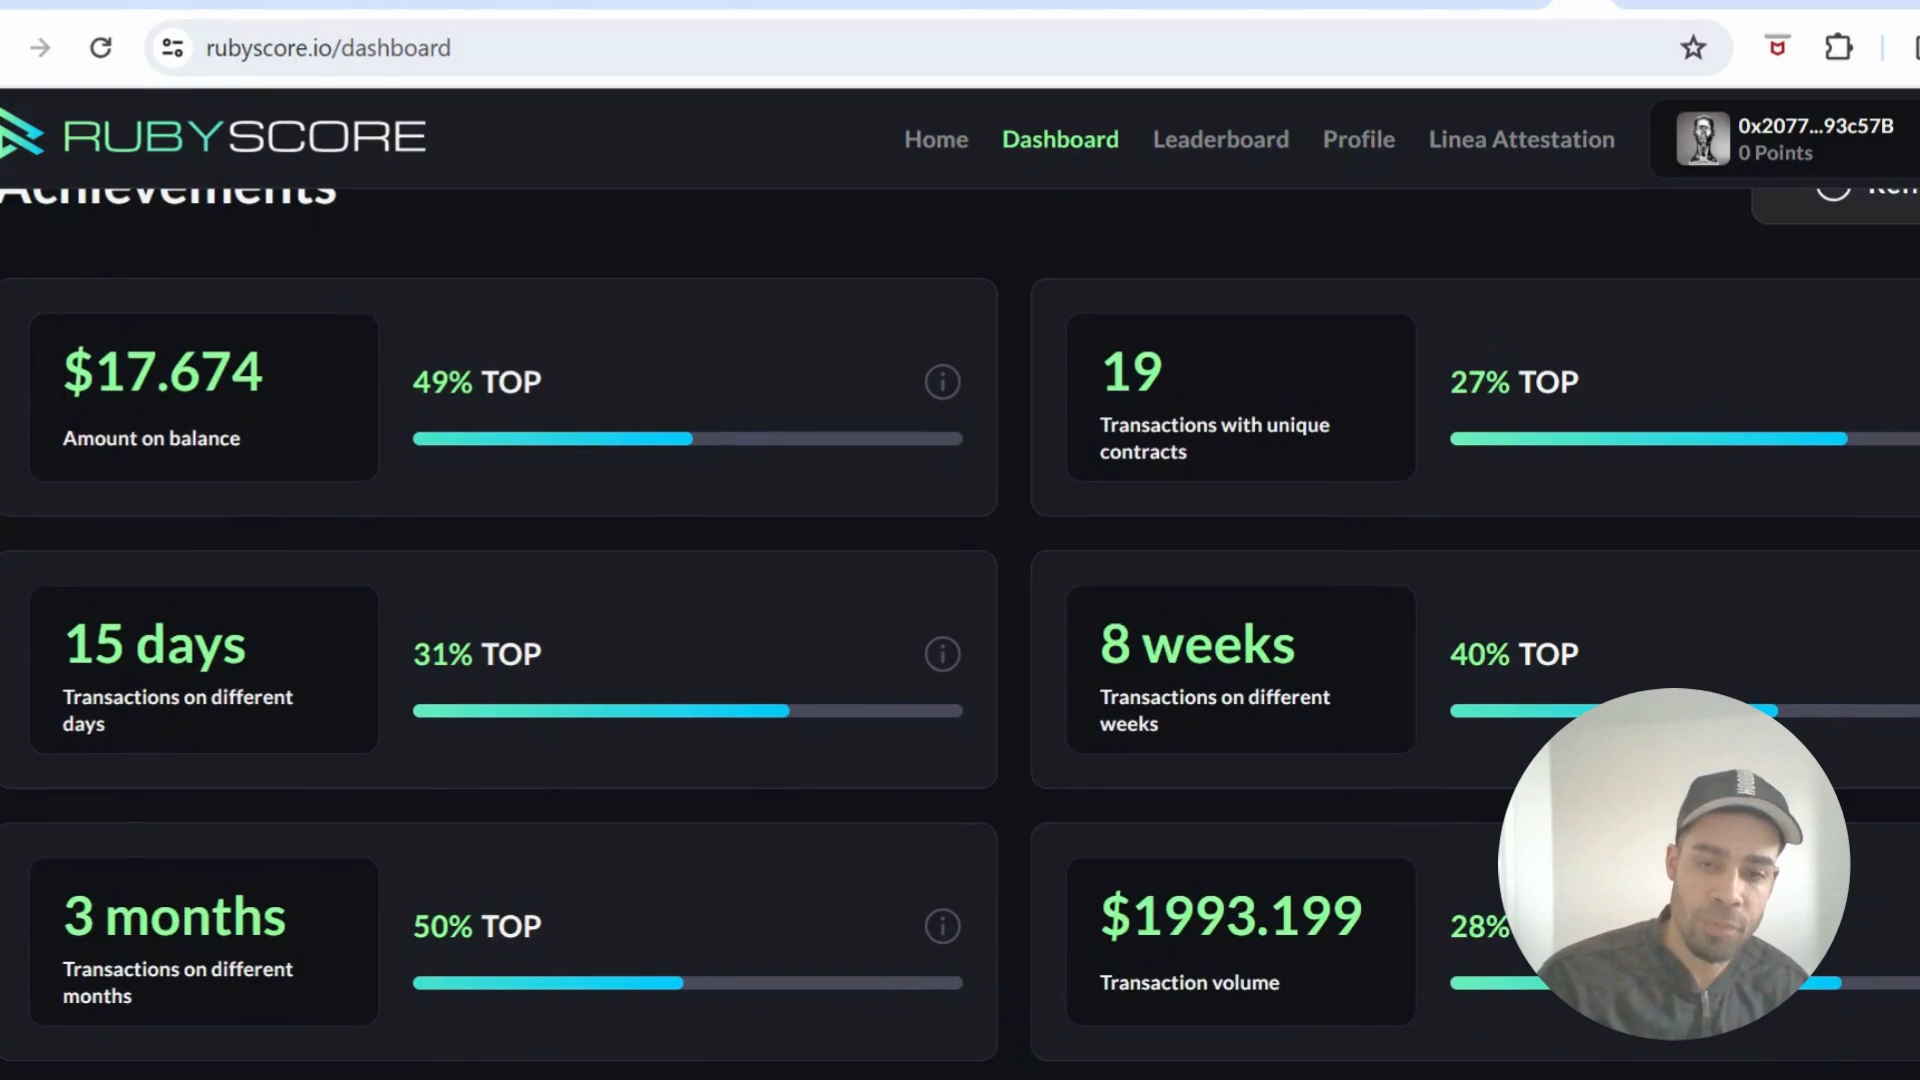 rubyscore.io/dashboard
RUBYSCORE
Home
Dashboard
Leaderboard
Profile
Linea Attestation
0x2077...93c57B
0 Points
Achievements
$17.674
Amount on balance
49% TOP
19
Transactions with unique
contracts
27% TOP
15 days
Transactions on different
days
31% TOP
8 weeks
Transactions on different
weeks
40% TOP
3 months
Transactions on different
months
50% TOP
$1993.199
Transaction volume
28%